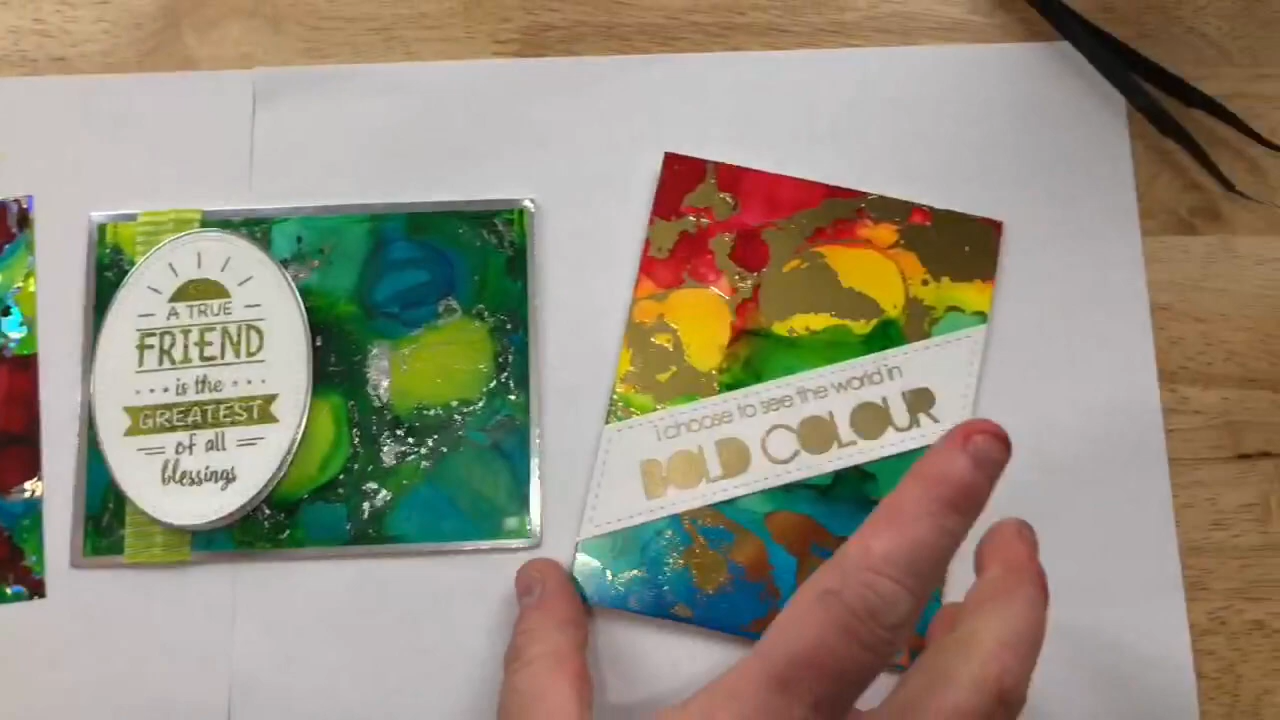 A TRUE
FRIEND
is the
GREATEST
of all
blessings
i choose to see the world in
BOLD COLOUR